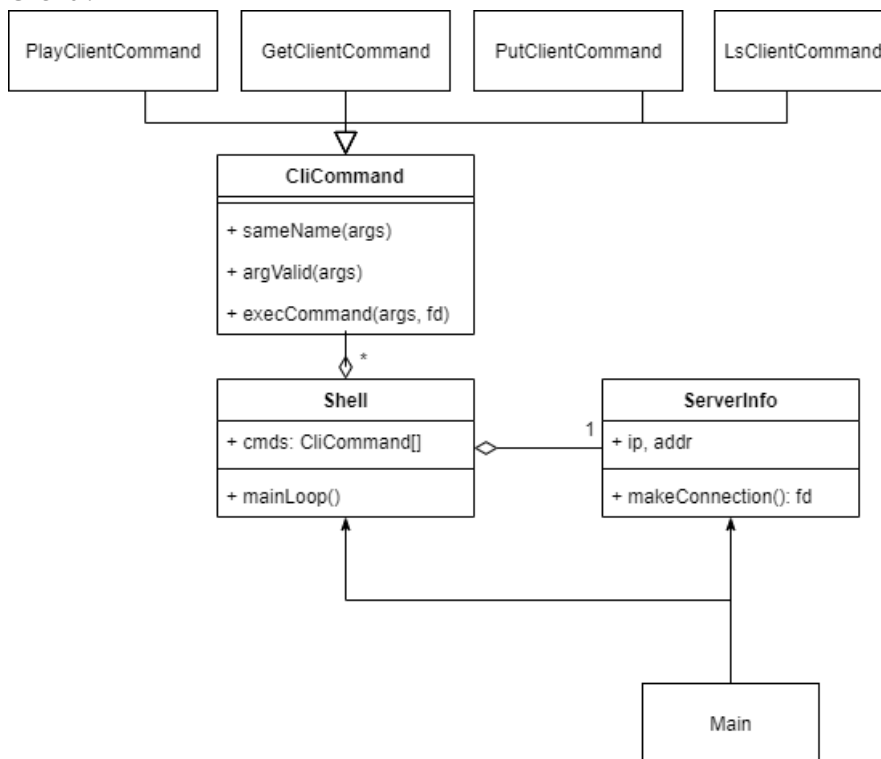 PlayClientCommand
GetClientCommand
PutClientCommand
LsClientCommand
CliCommand
+ sameName(args)
+ argValid(args)
+ execCommand(args, fd)
*
Shell
+ cmds: CliCommand[]
+ mainLoop()
1
ServerInfo
+ ip, addr
+ makeConnection(): fd
Main